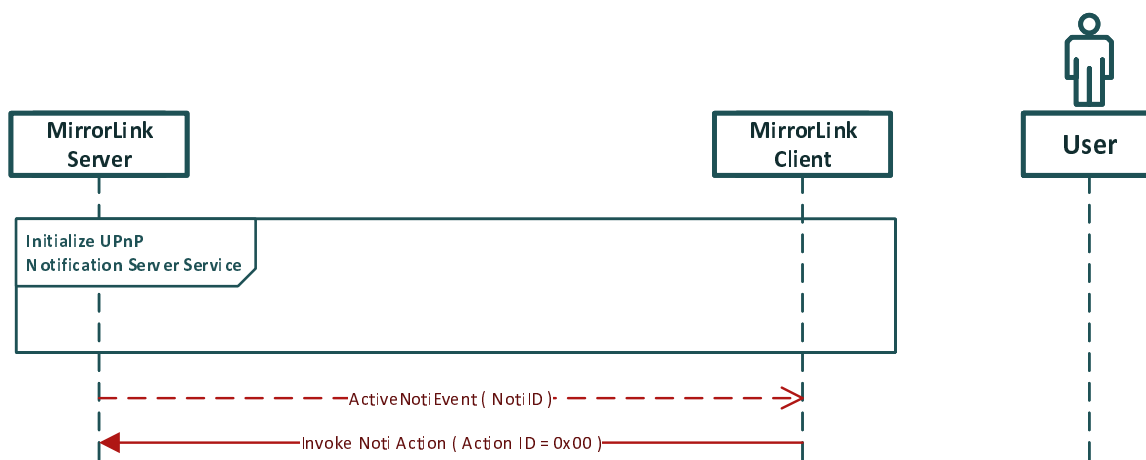 MirrorLink
Server
MirrorLink
Client
User
Initialize UPnP
Notification Server Service
ActiveNotiEvent ( NotiID )
Invoke Noti Action ( Action ID = 0x00 )